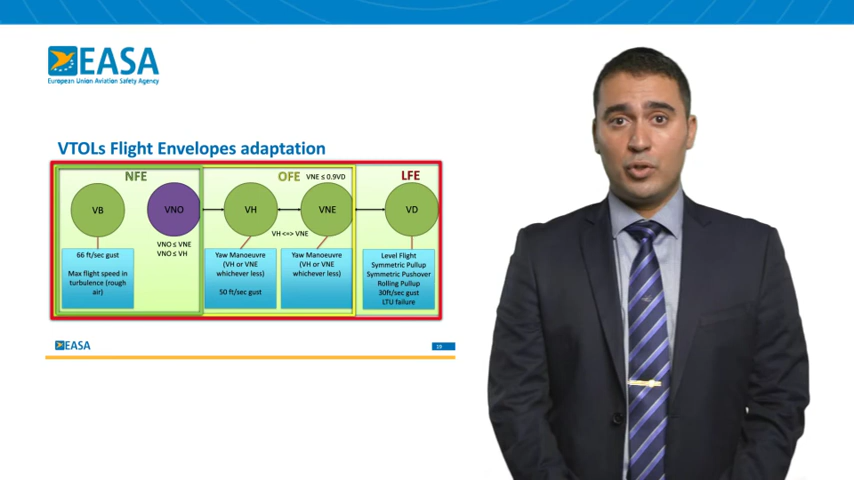 EASA
European Union Aviation Safety Agency
VTOLs Flight Envelopes adaptation
NFE
OFE
VNE ≤ 0.9VD
LFE
VB
VNO
VH
VNE
VD
VNO ≤ VNE
VNO ≤ VH
VH <=> VNE
66 ft/sec gust
Max flight speed in
turbulence (rough
air)
Yaw Manoeuvre
(VH or VNE
whichever less)
50 ft/sec gust
Yaw Manoeuvre
(VH or VNE
whichever less)
Level Flight
Symmetric Pullup
Symmetric Pushover
Rolling Pullup
30ft/sec gust
LTU failure
EASA
19